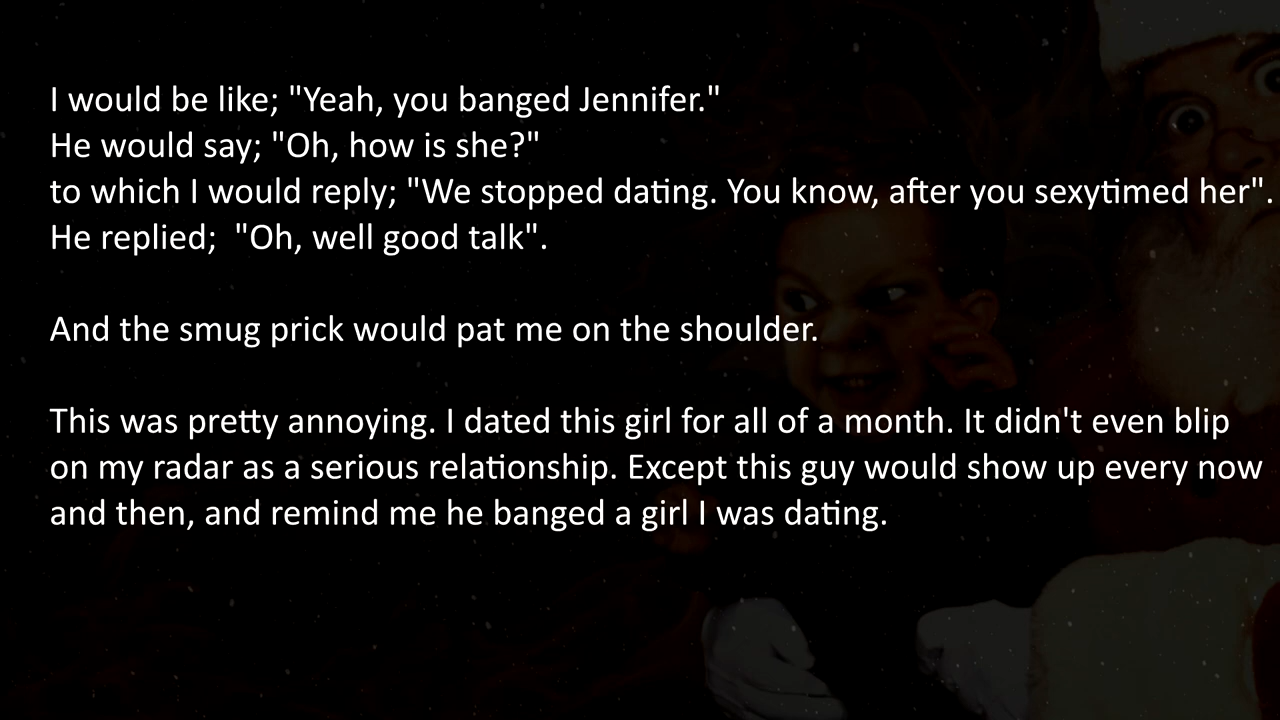 I would be like; "Yeah, you banged Jennifer."
He would say; "Oh, how is she?"
to which I would reply; "We stopped dating. You know, after you sexytimed her".
He replied;  "Oh, well good talk".
And the smug prick would pat me on the shoulder.
This was pretty annoying. I dated this girl for all of a month. It didn't even blip
on my radar as a serious relationship. Except this guy would show up every now
and then, and remind me he banged a girl I was dating.